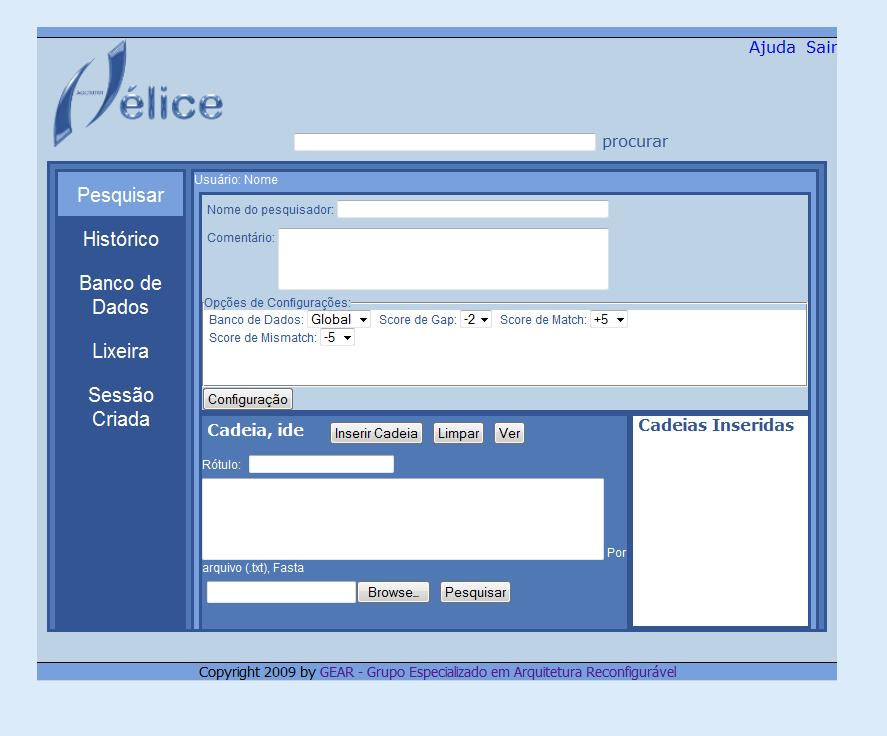 Ajuda Sair
élice
procurar
Pesquisar
Histórico
Banco de
Dados
Lixeira
Sessão
Criada
Usuário: Nome
Nome do pesquisador:
Comentário:
Opções de Configurações:
Banco de Dados: Global Score de Gap: -2 Score de Match: +5
Score de Mismatch: -5
Configuração
Cadeia, ide Inserir Cadeia Limpar Ver
Rótulo:
Por
arquivo (.txt), Fasta
Browse... Pesquisar
Cadeias Inseridas
Copyright 2009 by GEAR - Grupo Especializado em Arquitetura Reconfigurável